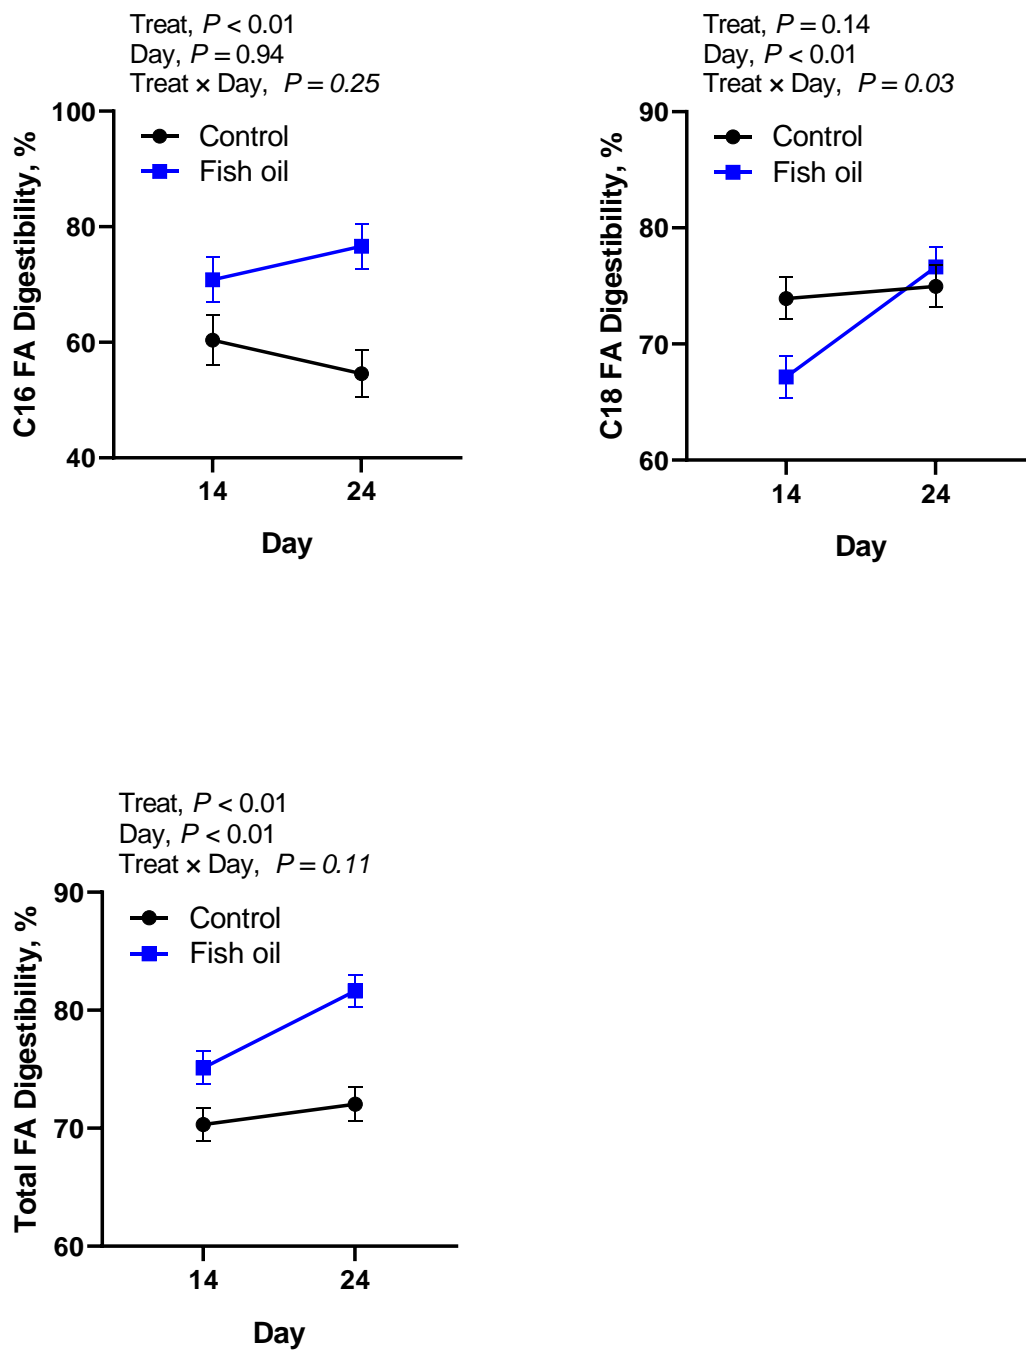 Treat, P < 0.01
Day, P = 0.94
Treat × Day, P = 0.25
100
80
60
40
C16 FA Digestibility, %
Control
Fish oil
14 24
Day
Treat, P = 0.14
Day, P < 0.01
Treat × Day, P = 0.03
90
80
70
60
C18 FA Digestibility, %
Control
Fish oil
14 24
Day
Treat, P < 0.01
Day, P < 0.01
Treat × Day, P = 0.11
90
80
70
60
Total FA Digestibility, %
Control
Fish oil
14 24
Day